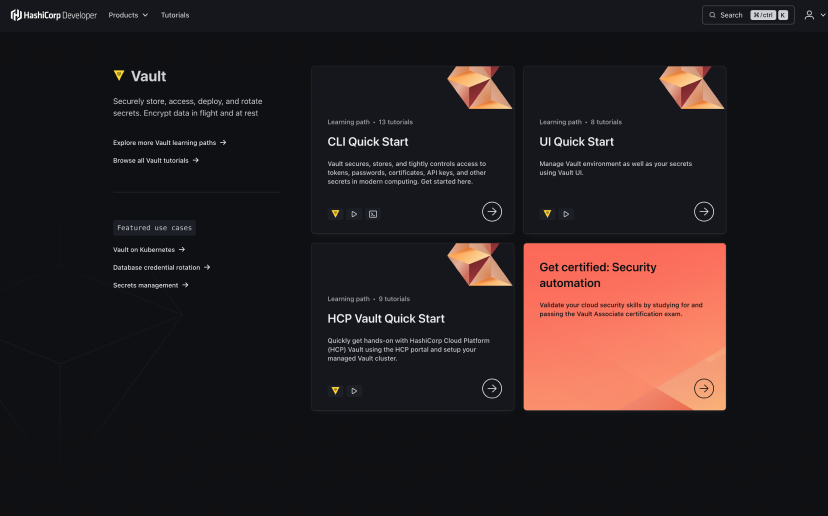 HashiCorp Developer Products Tutorials Search ⌘/ctrl K
Vault
Securely store, access, deploy, and rotate
secrets. Encrypt data in flight and at rest
Explore more Vault learning paths →
Browse all Vault tutorials →
Featured use cases
Vault on Kubernetes →
Database credential rotation →
Secrets management →
Learning path • 13 tutorials
CLI Quick Start
Vault secures, stores, and tightly controls access to
tokens, passwords, certificates, API keys, and other
secrets in modern computing. Get started here.
Learning path • 8 tutorials
UI Quick Start
Manage Vault environment as well as your secrets
using Vault UI.
Learning path • 9 tutorials
HCP Vault Quick Start
Quickly get hands-on with HashiCorp Cloud Platform
(HCP) Vault using the HCP portal and setup your
managed Vault cluster.
Get certified: Security
automation
Validate your cloud security skills by studying for and
passing the Vault Associate certification exam.